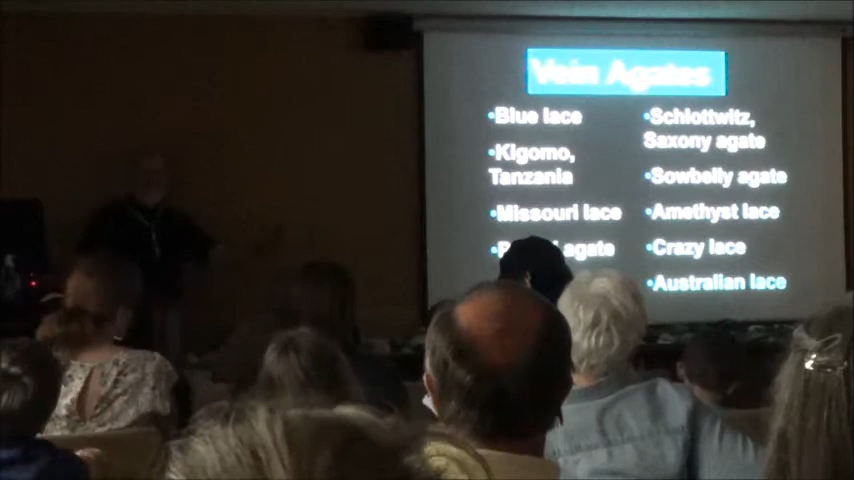 Vein Agates
•Blue lace
•Kigomo,
Tanzania
•Missouri lace
agate
•Schlottwitz,
Saxony agate
•Sowbelly agate
•Amethyst lace
•Crazy lace
•Australian lace